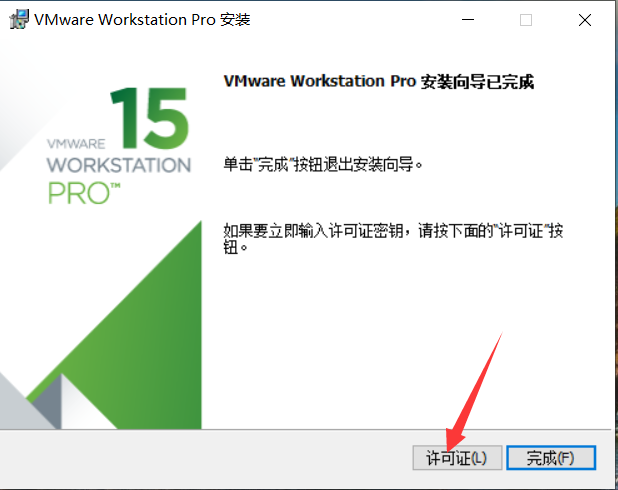 VMware Workstation Pro 安装
VMware Workstation Pro 安装向导已完成
15
VMWARE
WORKSTATION
PRO™
单击"完成"按钮退出安装向导。
如果要立即输入许可证密钥，请按下面的"许可证"按
钮。
许可证(L)
完成(F)